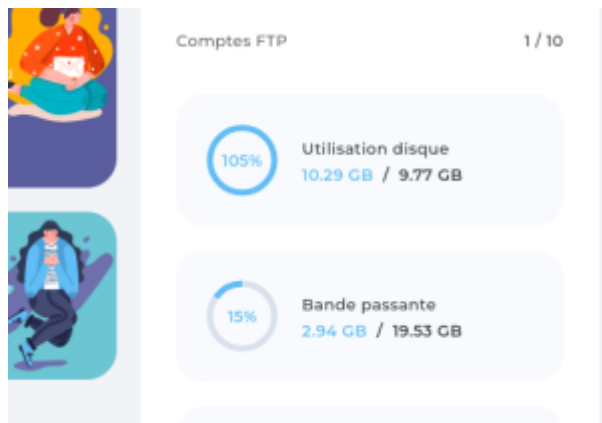 Comptes FTP 1 / 10
105%
Utilisation disque
10.29 GB / 9.77 GB
15%
Bande passante
2.94 GB / 19.53 GB